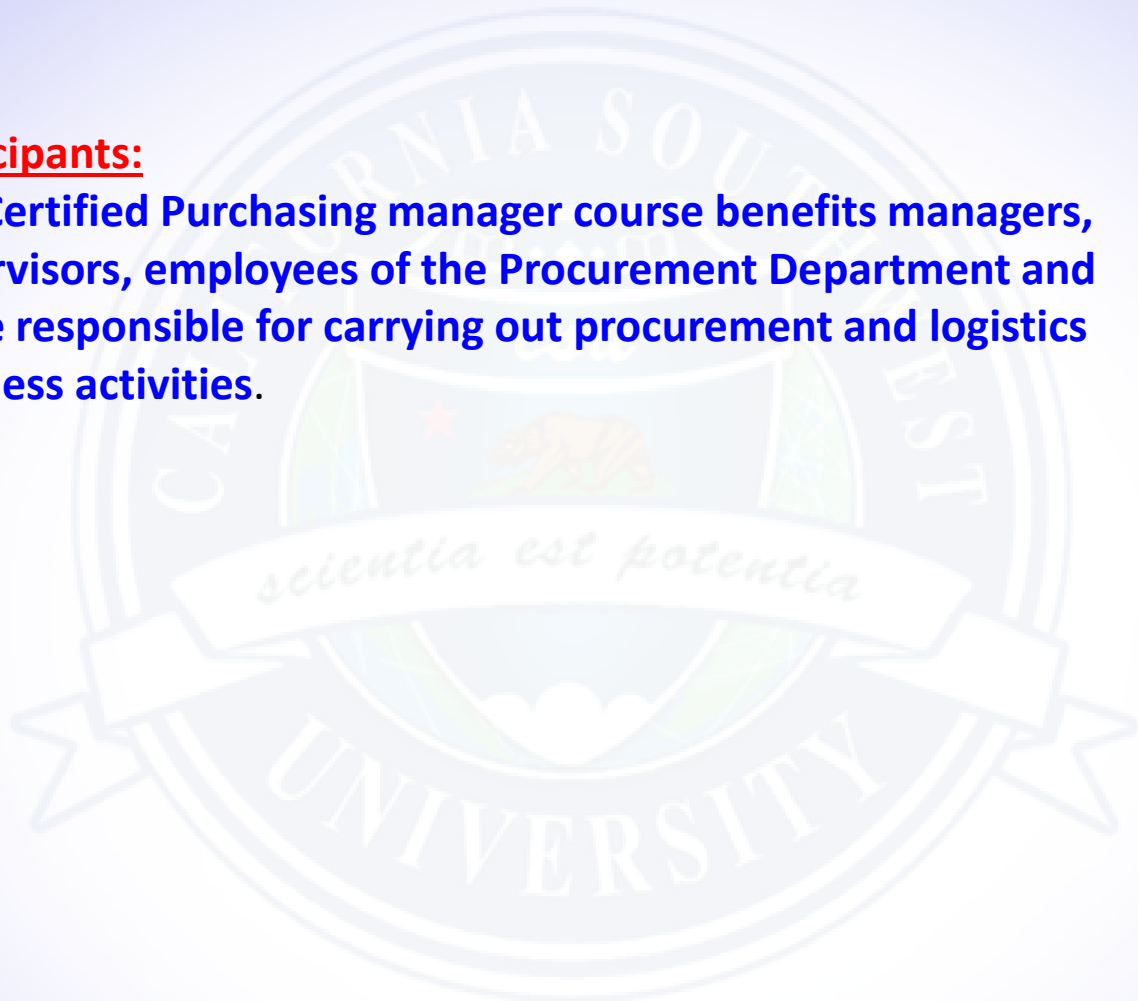 cipants:
Certified Purchasing manager course benefits managers,
rvisors, employees of the Procurement Department and
e responsible for carrying out procurement and logistics
ess activities.
CALIFORNIA SOUTHWEST
scientia est potentia
UNIVERSITY